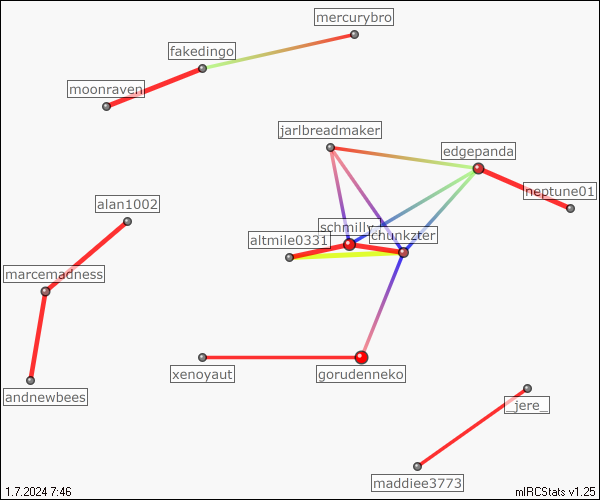 mercurybro
fakedingo
moonraven
jarlbreadmaker
edgepanda
neptune01
alan1002
schmilly
chunkzter
altmile0331
marcemadness
xenoyaut
gorudenneko
andnewbees
_jere_
maddiee3773
1.7.2024 7:46
mIRCStats v1.25